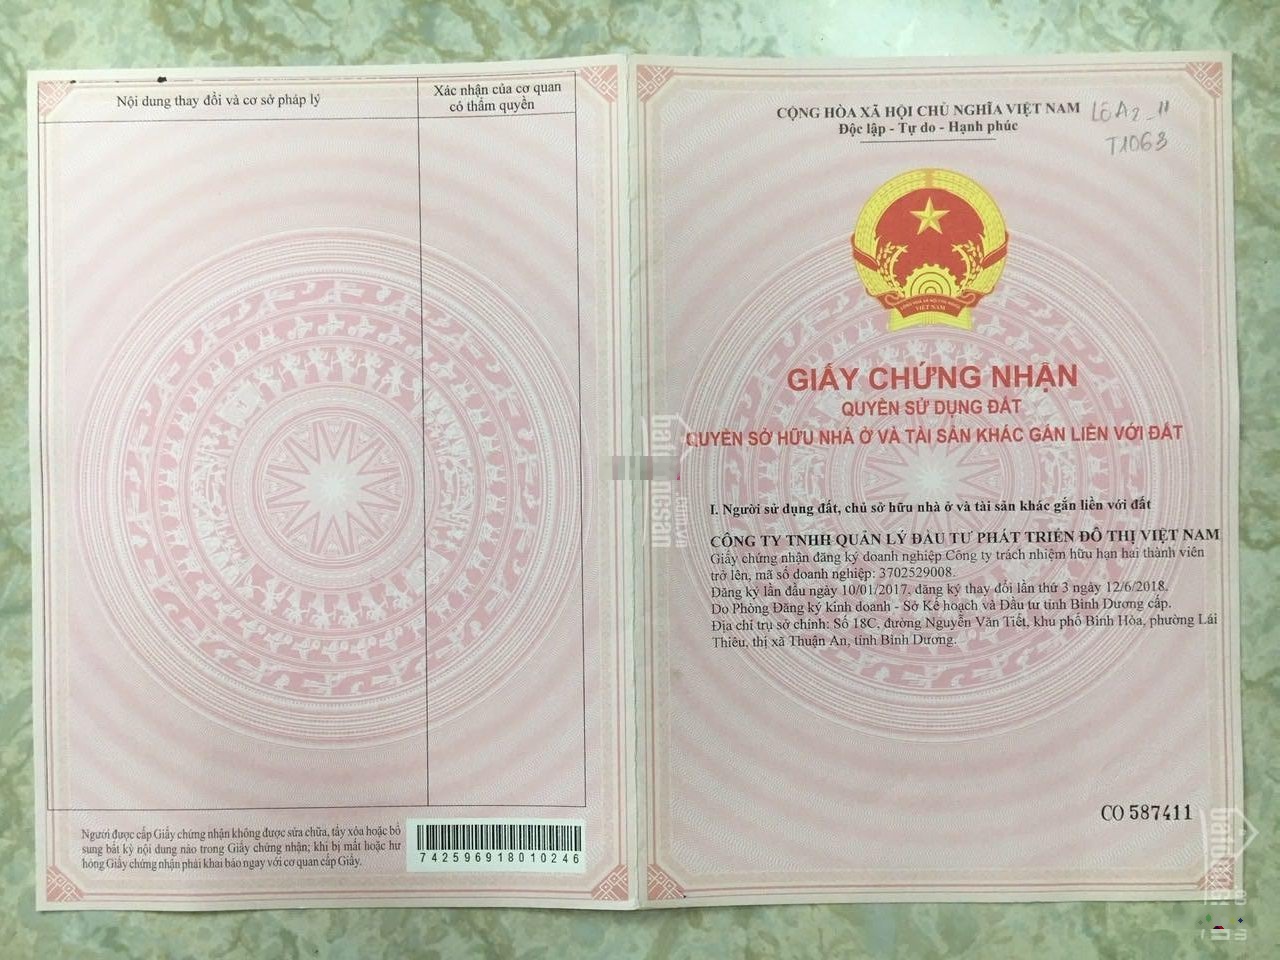 Nội dung thay đổi và cơ sở pháp lý
Xác nhận của cơ quan
có thẩm quyền
Người được cấp Giấy chứng nhận không được sửa chữa, tẩy xóa hoặc bổ
sung bất kỳ nội dung nào trong Giấy chứng nhận; khi bị mất hoặc hư
hỏng Giấy chứng nhận phải khai báo ngay với cơ quan cấp Giấy.
742596918010246
CỘNG HÒA XÃ HỘI CHỦ NGHĨA VIỆT NAM
Độc lập - Tự do - Hạnh phúc
LÔ A2_11
T1063
VIỆT NAM
GIẤY CHỨNG NHẬN
QUYỀN SỬ DỤNG ĐẤT
QUYỀN SỞ HỮU NHÀ Ở VÀ TÀI SẢN KHÁC GẮN LIỀN VỚI ĐẤT
I. Người sử dụng đất, chủ sở hữu nhà ở và tài sản khác gắn liền với đất
CÔNG TY TNHH QUẢN LÝ ĐẦU TƯ PHÁT TRIỂN ĐÔ THỊ VIỆT NAM
Giấy chứng nhận đăng ký doanh nghiệp Công ty trách nhiệm hữu hạn hai thành viên
trở lên, mã số doanh nghiệp: 3702529008.
Đăng ký lần đầu ngày 10/01/2017, đăng ký thay đổi lần thứ 3 ngày 12/6/2018.
Do Phòng Đăng ký kinh doanh - Sở Kế hoạch và Đầu tư tỉnh Bình Dương cấp.
Địa chỉ trụ sở chính: Số 18C, đường Nguyễn Văn Tiết, khu phố Bình Hòa, phường Lái
Thiêu, thị xã Thuận An, tỉnh Bình Dương.
CO 587411